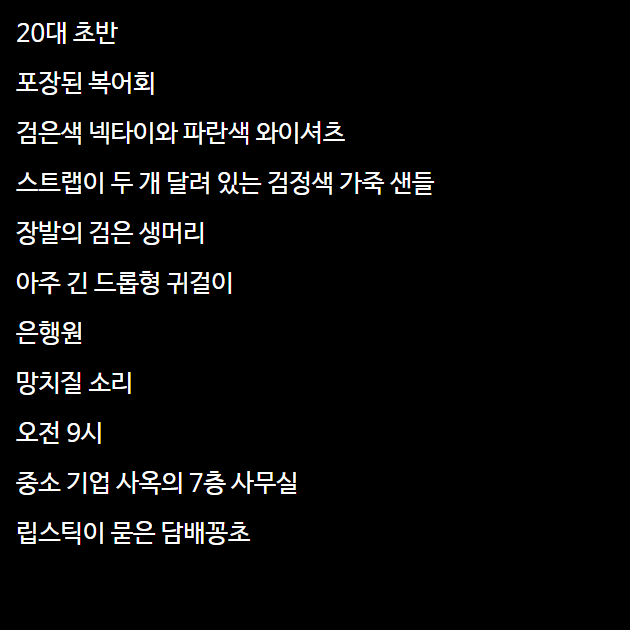 20대 초반
포장된 복어회
검은색 넥타이와 파란색 와이셔츠
스트랩이 두 개 달려 있는 검정색 가죽 샌들
장발의 검은 생머리
아주 긴 드롭형 귀걸이
은행원
망치질 소리
오전 9시
중소 기업 사옥의 7층 사무실
립스틱이 묻은 담배꽁초